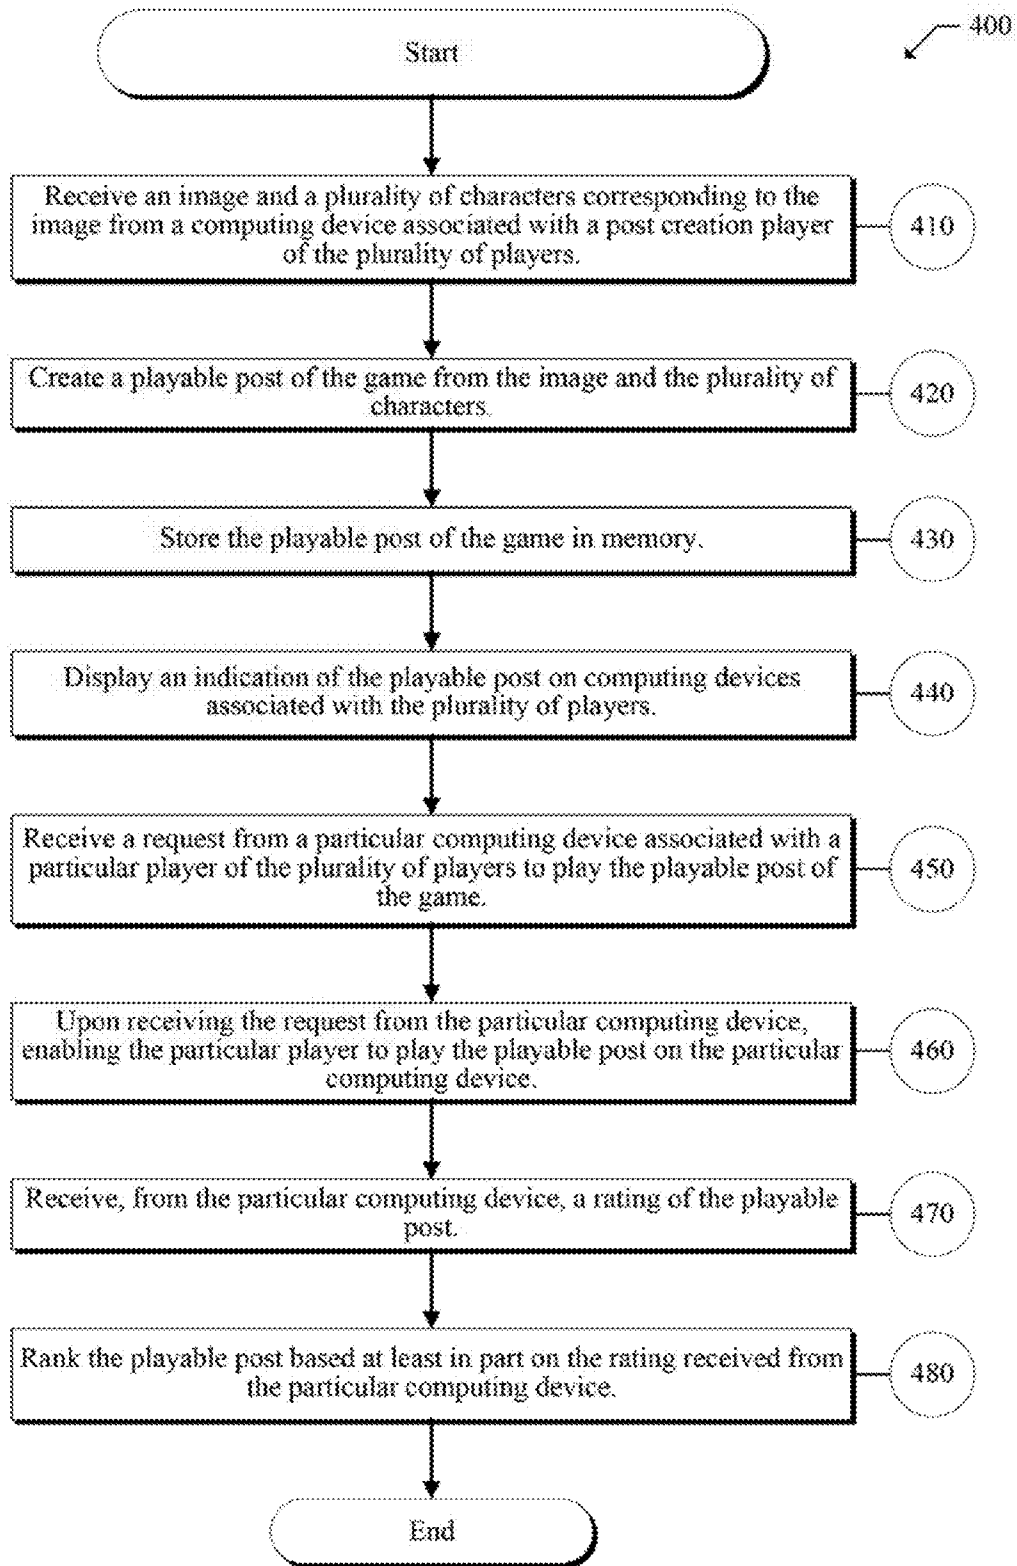 400
Start
Receive an image and a plurality of characters corresponding to the
image from a computing device associated with a post creation player
of the plurality of players.
410
Create a playable post of the game from the image and the plurality of
characters.
420
Store the playable post of the game in memory.
430
Display an indication of the playable post on computing devices
associated with the plurality of players.
440
Receive a request from a particular computing device associated with a
particular player of the plurality of players to play the playable post of
the game.
450
Upon receiving the request from the particular computing device,
enabling the particular player to play the playable post on the particular
computing device.
460
Receive, from the particular computing device, a rating of the playable
post.
470
Rank the playable post based at least in part on the rating received from
the particular computing device.
480
End